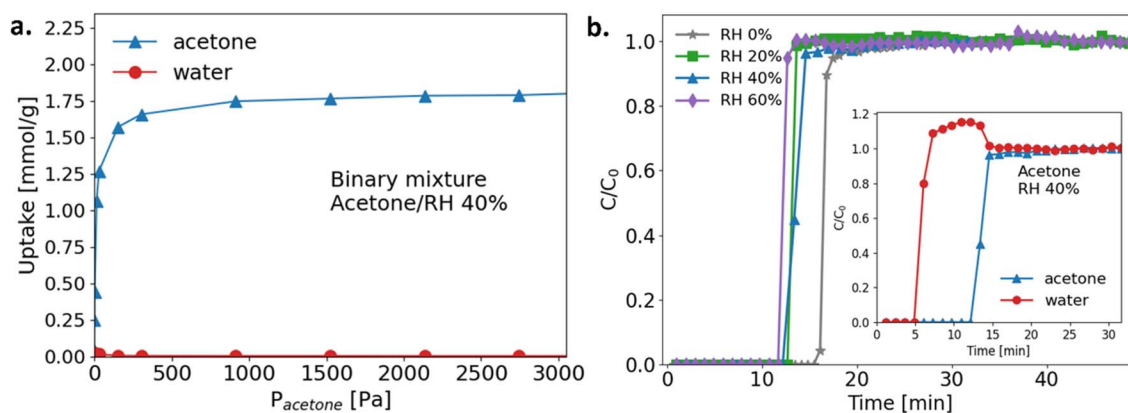 a.
acetone
water
Binary mixture
Acetone/RH 40%
2.25
2.00
1.75
1.50
1.25
1.00
0.75
0.50
0.25
0.00
Uptake [mmol/g]
0 500 1000 1500 2000 2500 3000
Pacetone [Pa]
b.
RH 0%
RH 20%
RH 40%
RH 60%
1.0
0.8
0.6
0.4
0.2
0.0
C/C0
0 10 20 30 40
Time [min]
1.2
1.0
0.8
0.6
0.4
0.2
0.0
C/C0
Acetone
RH 40%
acetone
water
0 5 10 15 20 25 30
Time [min]